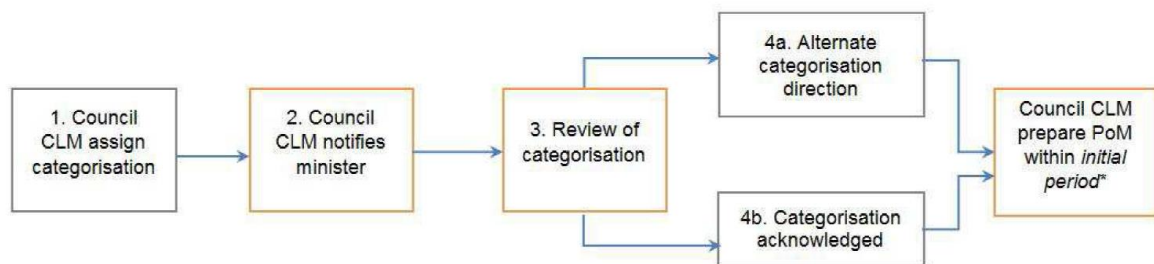 1. Council
CLM assign
categorisation
2. Council
CLM notifies
minister
3. Review of
categorisation
4a. Alternate
categorisation
direction
4b. Categorisation
acknowledged
Council CLM
prepare PoM
within initial
period*